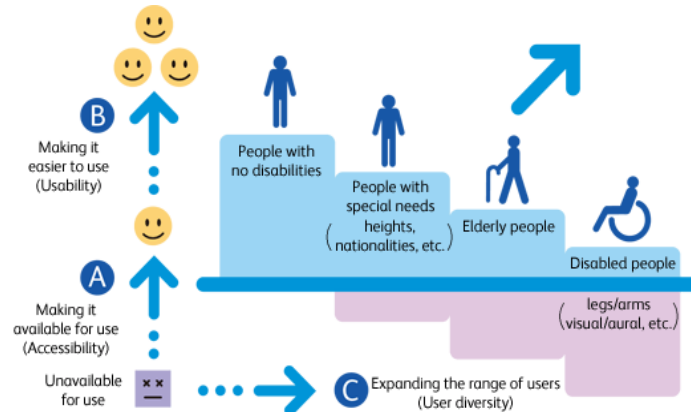 B
Making it
easier to use
(Usability)
A
Making it
available for use
(Accessibility)
Unavailable
for use
People with
no disabilities
People with
special needs
(heights,
nationalities, etc.)
Elderly people
Disabled people
(legs/arms
visual/aural, etc.)
C
Expanding the range of users
(User diversity)